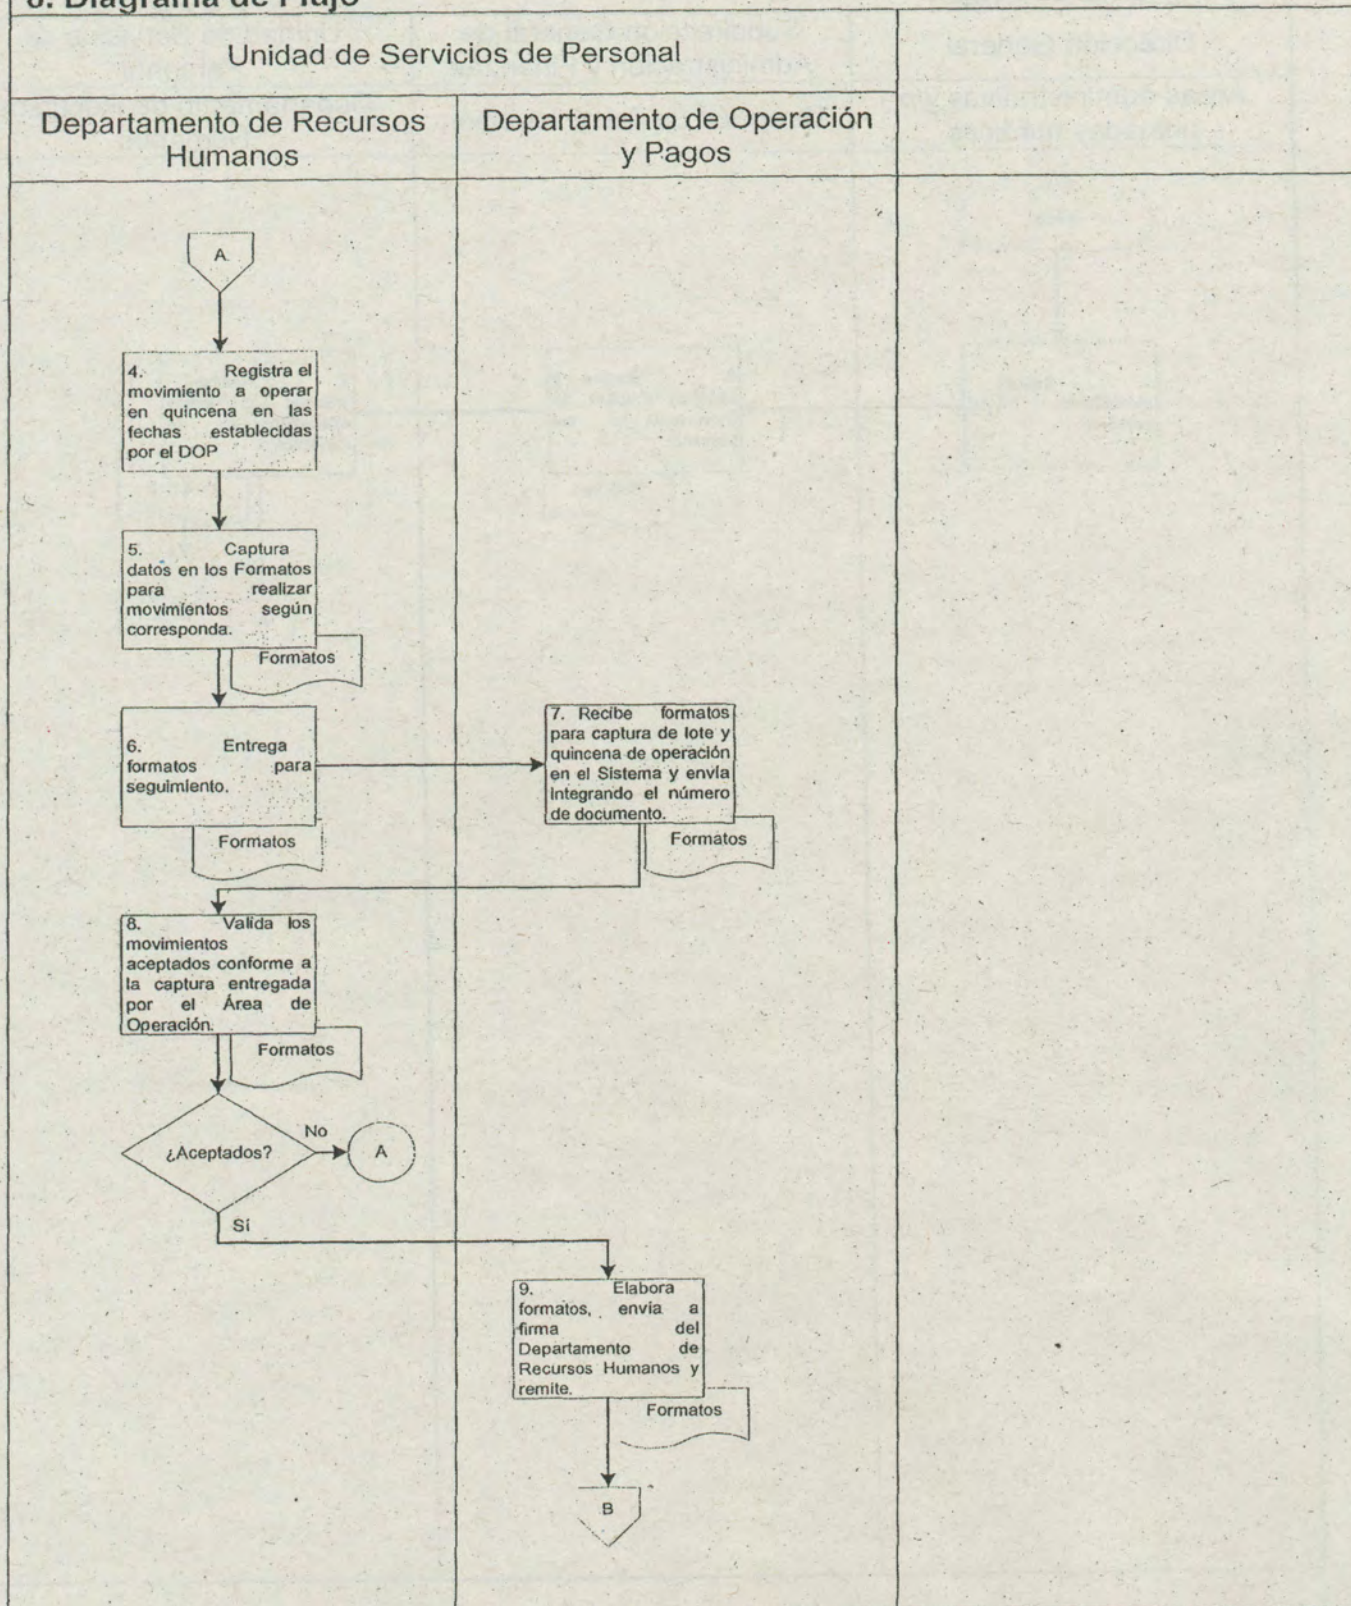 6. Diagrama de Flujo
Unidad de Servicios de Personal
Departamento de Recursos
Humanos
Departamento de Operación
y Pagos
A
4. Registra el
movimiento a operar
en quincena en las
fechas establecidas
por el DOP
5. Captura
datos en los Formatos
para realizar
movimientos según
corresponda.
Formatos
6. Entrega
formatos para
seguimiento.
Formatos
7. Recibe formatos
para captura de lote y
quincena de operación
en el Sistema y envía
integrando el número
de documento.
Formatos
8. Valida los
movimientos
aceptados conforme a
la captura entregada
por el Área de
Operación.
Formatos
¿Aceptados?
No
A
Sí
9. Elabora
formatos, envía a
firma del
Departamento de
Recursos Humanos y
remite.
Formatos
B